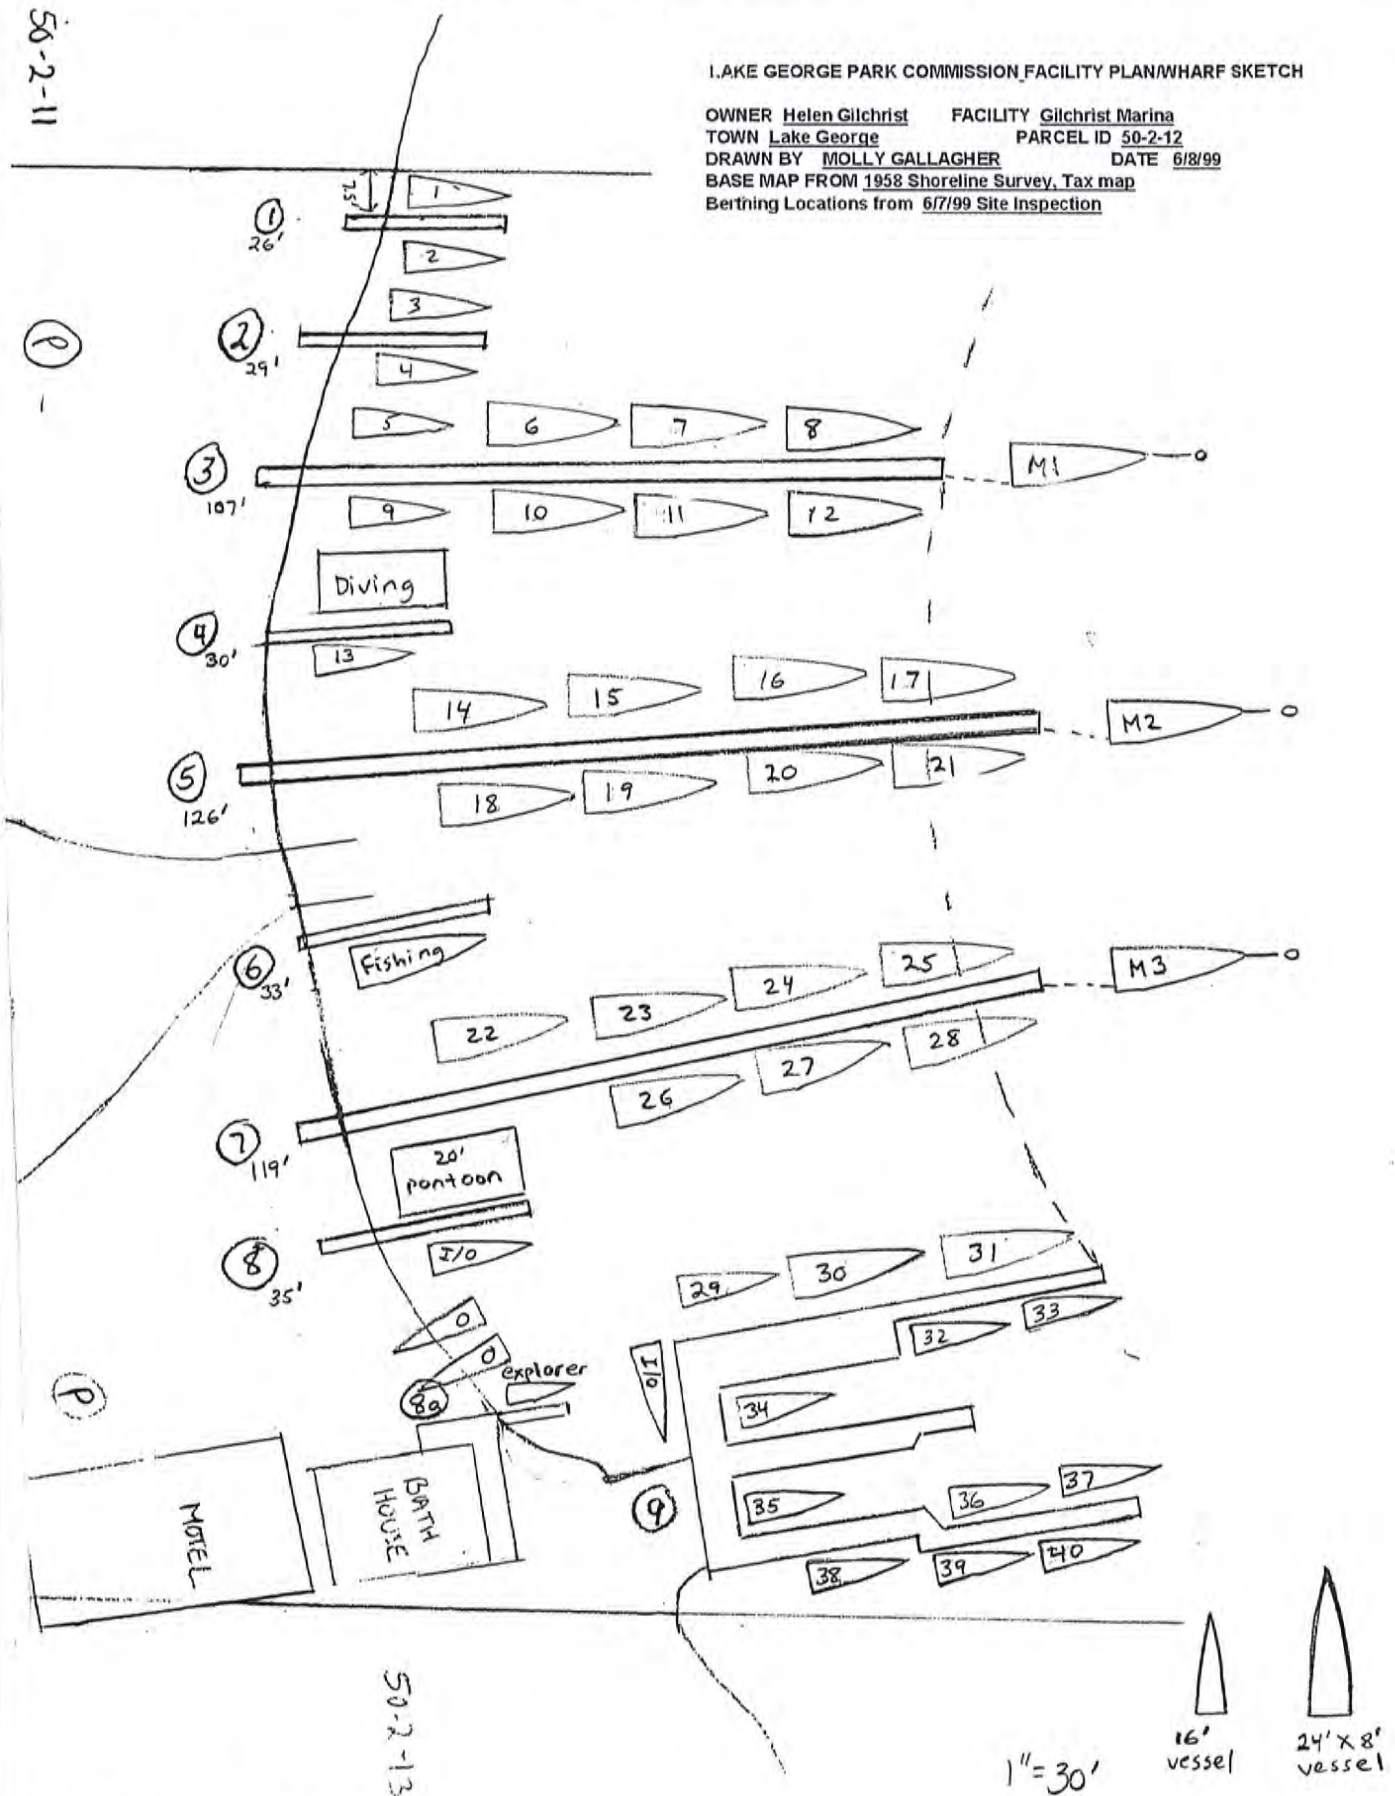 50-2-11
LAKE GEORGE PARK COMMISSION FACILITY PLAN/WHARF SKETCH
OWNER Helen Gilchrist FACILITY Gilchrist Marina
TOWN Lake George PARCEL ID 50-2-12
DRAWN BY MOLLY GALLAGHER DATE 6/8/99
BASE MAP FROM 1958 Shoreline Survey, Tax map
Berthing Locations from 6/7/99 Site Inspection
25'
1
1
26'
2
3
P
2
29'
4
5 6 7 8
3
107'
M1
9 10 11 12
Diving
4
30'
13
14 15 16 17
5
126'
M2
18 19 20 21
6
33'
Fishing
22 23 24 25
M3
26 27 28
7
119'
20'
pontoon
8
35'
I/O
29 30 31
32 33
O
O
explorer
8a
I/O
P
34
35 36 37
9
38 39 40
MOTEL
BATH
HOUSE
50-2-13
1"=30'
16'
vessel
24' X 8'
vessel